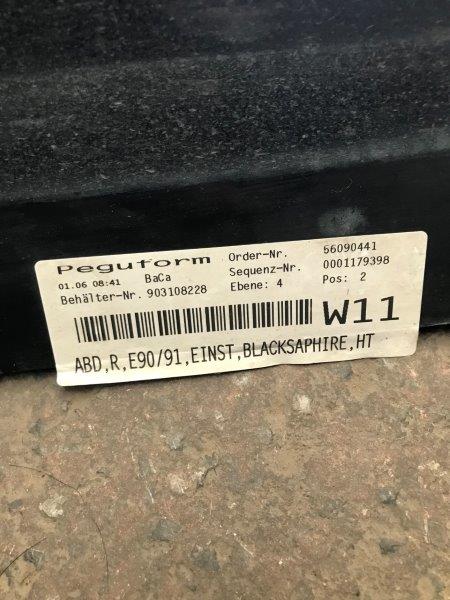 Peguform
01.06 08:41 BaCa
Behälter-Nr. 903108228
Order-Nr. 56090441
Sequenz-Nr. 0001179398
Ebene: 4 Pos: 2
W11
ABD,R,E90/91,EINST,BLACKSAPHIRE,HT